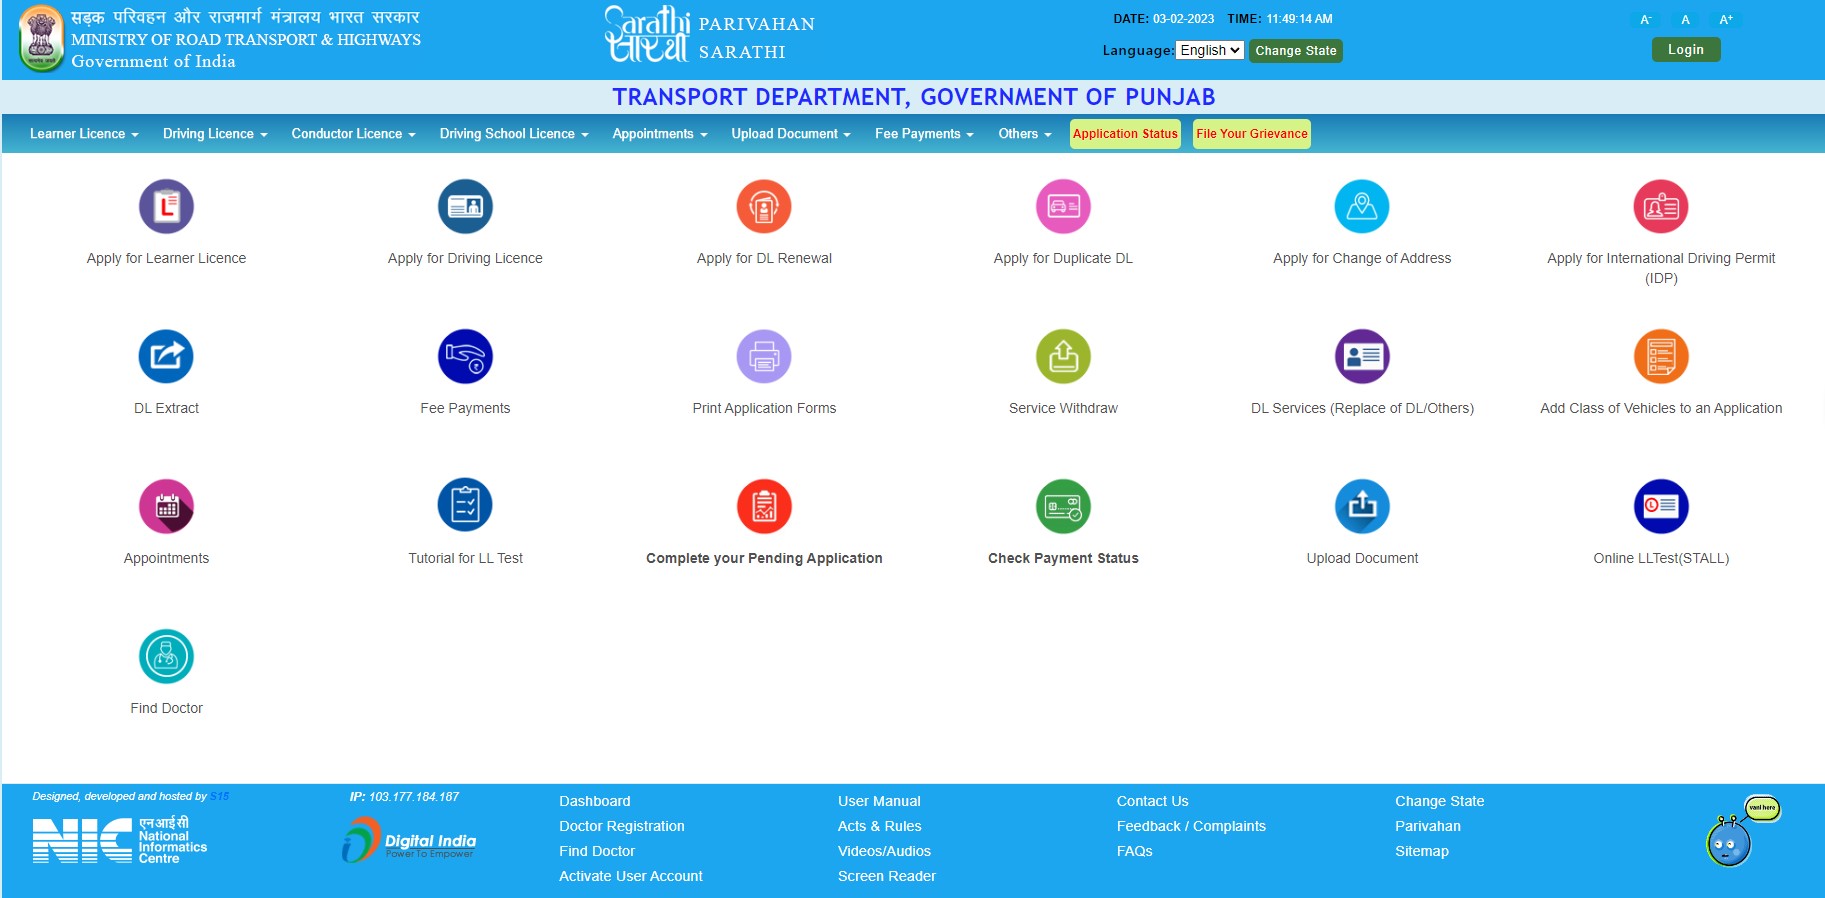 सड़क परिवहन और राजमार्ग मंत्रालय भारत सरकार
MINISTRY OF ROAD TRANSPORT & HIGHWAYS
Government of India
Sarathi
सारथी
PARIVAHAN
SARATHI
DATE: 03-02-2023 TIME: 11:49:14 AM
Language: English Change State
A- A A+
Login
TRANSPORT DEPARTMENT, GOVERNMENT OF PUNJAB
Learner Licence Driving Licence Conductor Licence Driving School Licence Appointments Upload Document Fee Payments Others Application Status File Your Grievance
L
Apply for Learner Licence
Apply for Driving Licence
Apply for DL Renewal
Apply for Duplicate DL
Apply for Change of Address
Apply for International Driving Permit
(IDP)
DL Extract
Fee Payments
Print Application Forms
Service Withdraw
DL Services (Replace of DL/Others)
Add Class of Vehicles to an Application
Appointments
Tutorial for LL Test
Complete your Pending Application
Check Payment Status
Upload Document
Online LLTest(STALL)
Find Doctor
Designed, developed and hosted by S15
NIC
एनआईसी
National
Informatics
Centre
IP: 103.177.184.187
Digital India
Power To Empower
Dashboard
Doctor Registration
Find Doctor
Activate User Account
User Manual
Acts & Rules
Videos/Audios
Screen Reader
Contact Us
Feedback / Complaints
FAQs
Change State
Parivahan
Sitemap
vani here